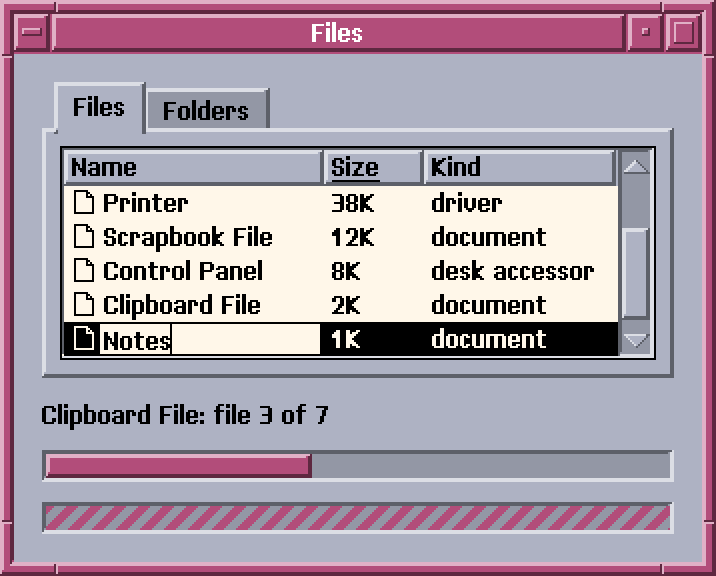 Files
Files Folders
Name Size Kind
Printer 38K driver
Scrapbook File 12K document
Control Panel 8K desk accessor
Clipboard File 2K document
Notes 1K document
Clipboard File: file 3 of 7